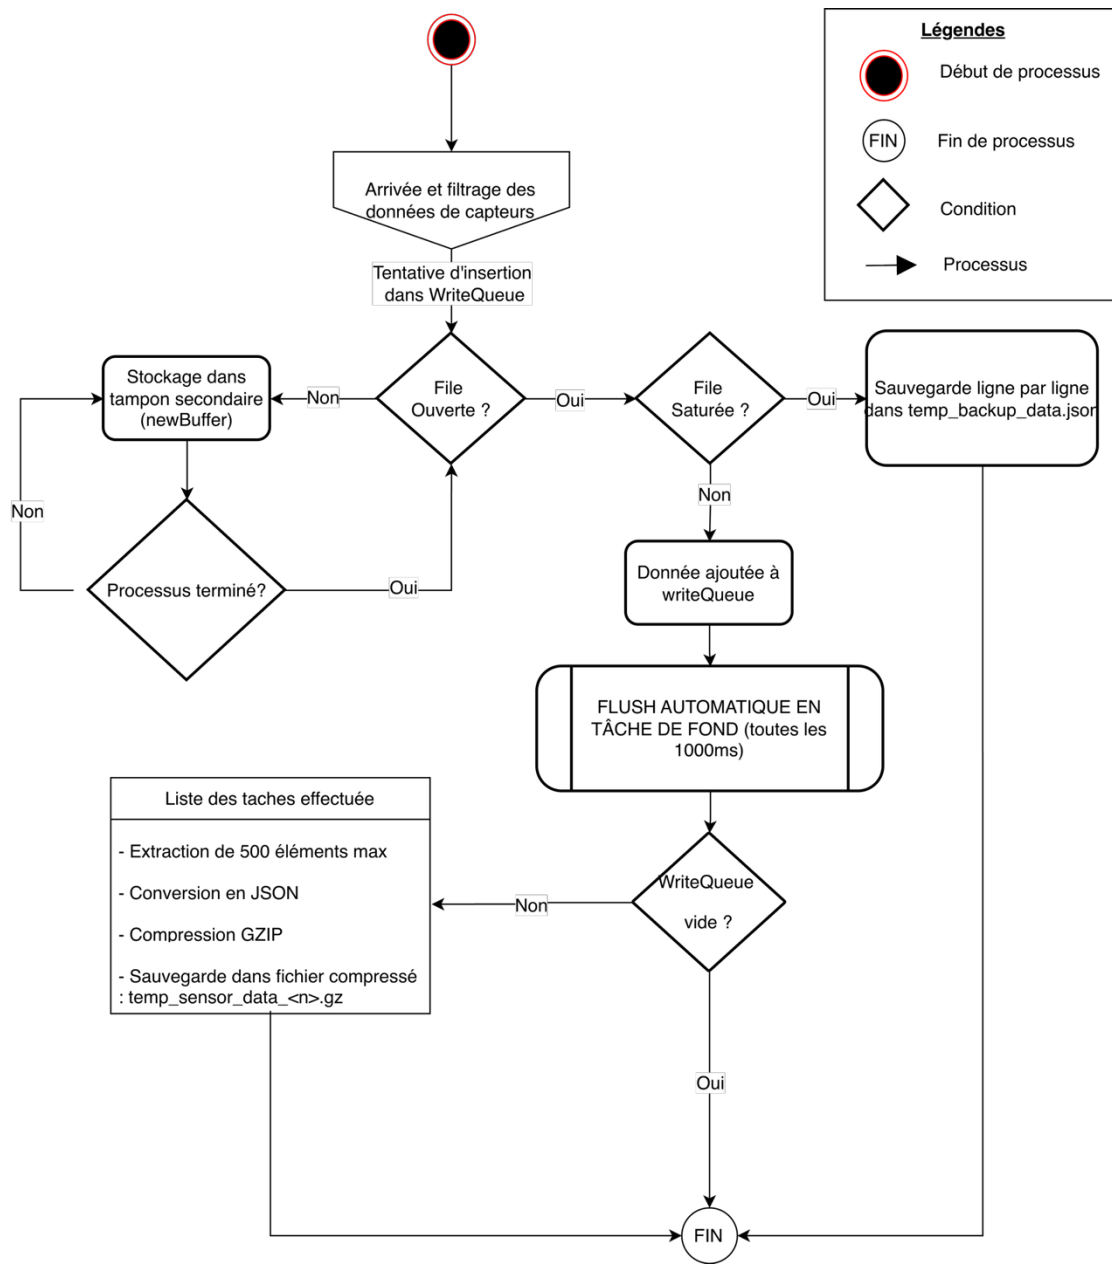 Légendes
Début de processus
FIN
Fin de processus
Condition
Processus
Arrivée et filtrage des
données de capteurs
Tentative d'insertion
dans WriteQueue
File
Ouverte ?
Non
Stockage dans
tampon secondaire
(newBuffer)
Processus terminé?
Non
Oui
Oui
File
Saturée ?
Oui
Sauvegarde ligne par ligne
dans temp_backup_data.json
Non
Donnée ajoutée à
writeQueue
FLUSH AUTOMATIQUE EN
TÂCHE DE FOND (toutes les
1000ms)
WriteQueue
vide ?
Non
Liste des taches effectuée
- Extraction de 500 éléments max
- Conversion en JSON
- Compression GZIP
- Sauvegarde dans fichier compressé
: temp_sensor_data_<n>.gz
Oui
FIN